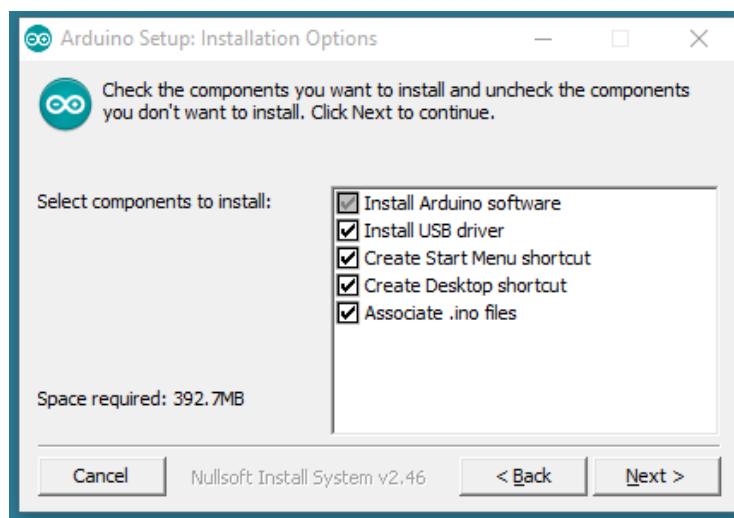 Arduino Setup: Installation Options
Check the components you want to install and uncheck the components
you don't want to install. Click Next to continue.
Select components to install:
Install Arduino software
Install USB driver
Create Start Menu shortcut
Create Desktop shortcut
Associate .ino files
Space required: 392.7MB
Cancel
Nullsoft Install System v2.46
< Back
Next >